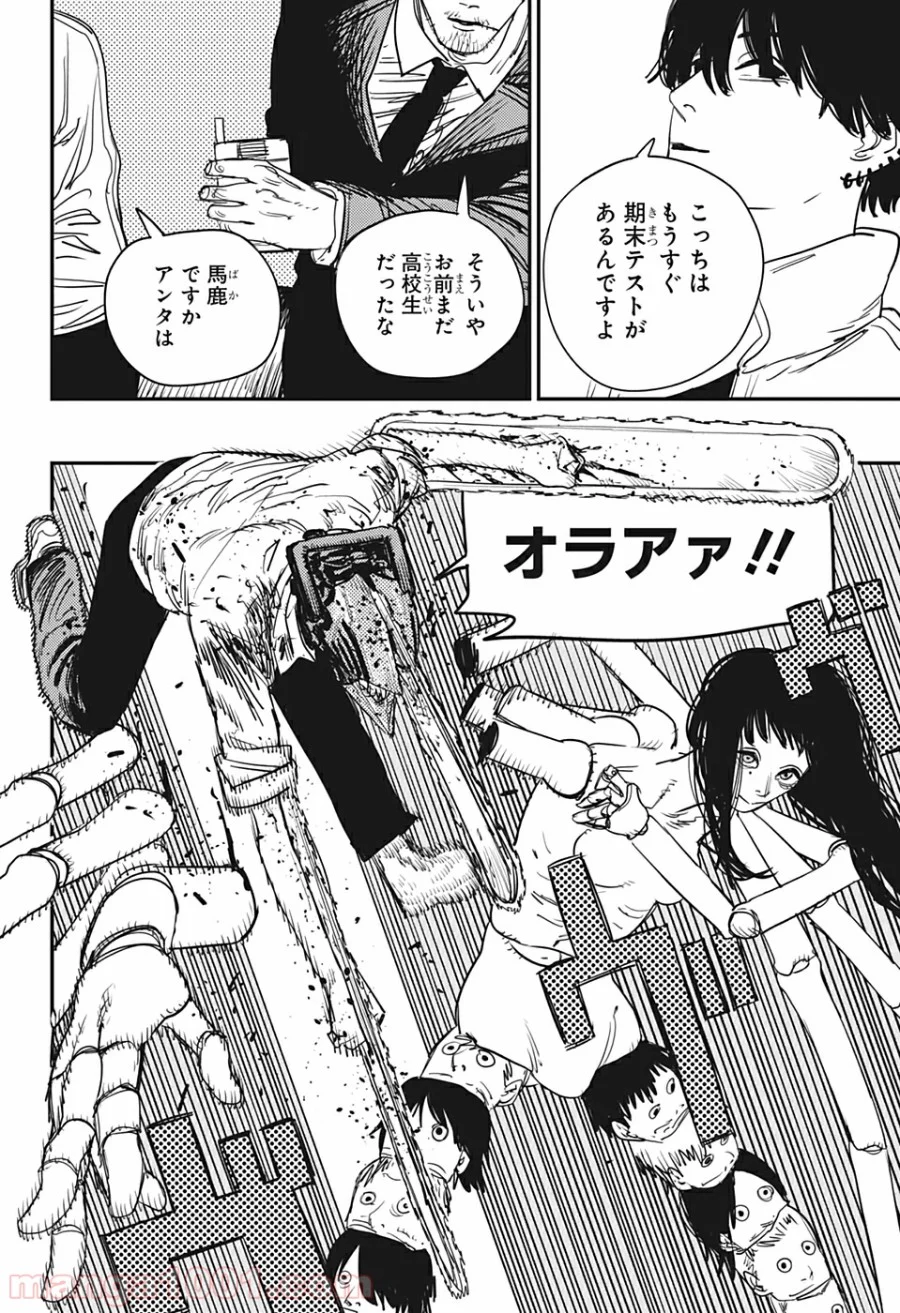 こっちは
もうすぐ
期末テストが
あるんですよ
そういや
お前まだ
高校生
だったな
馬鹿
ですか
アンタは
オラアァ!!